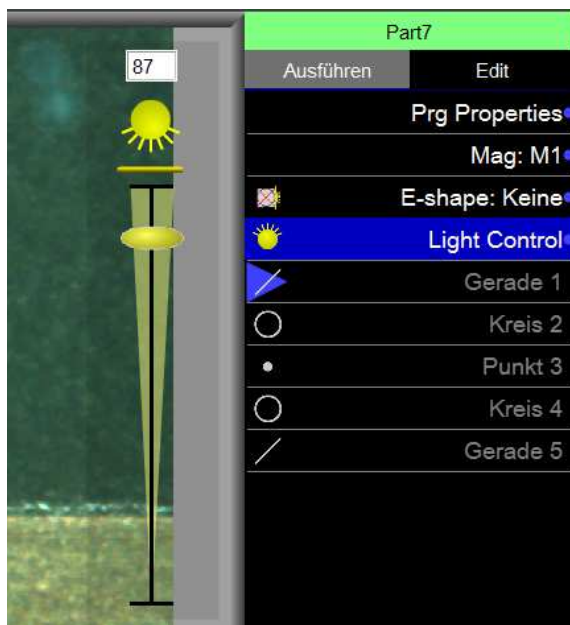 87
Part7
Ausführen Edit
Prg Properties
Mag: M1
E-shape: Keine
Light Control
Gerade 1
Kreis 2
Punkt 3
Kreis 4
Gerade 5